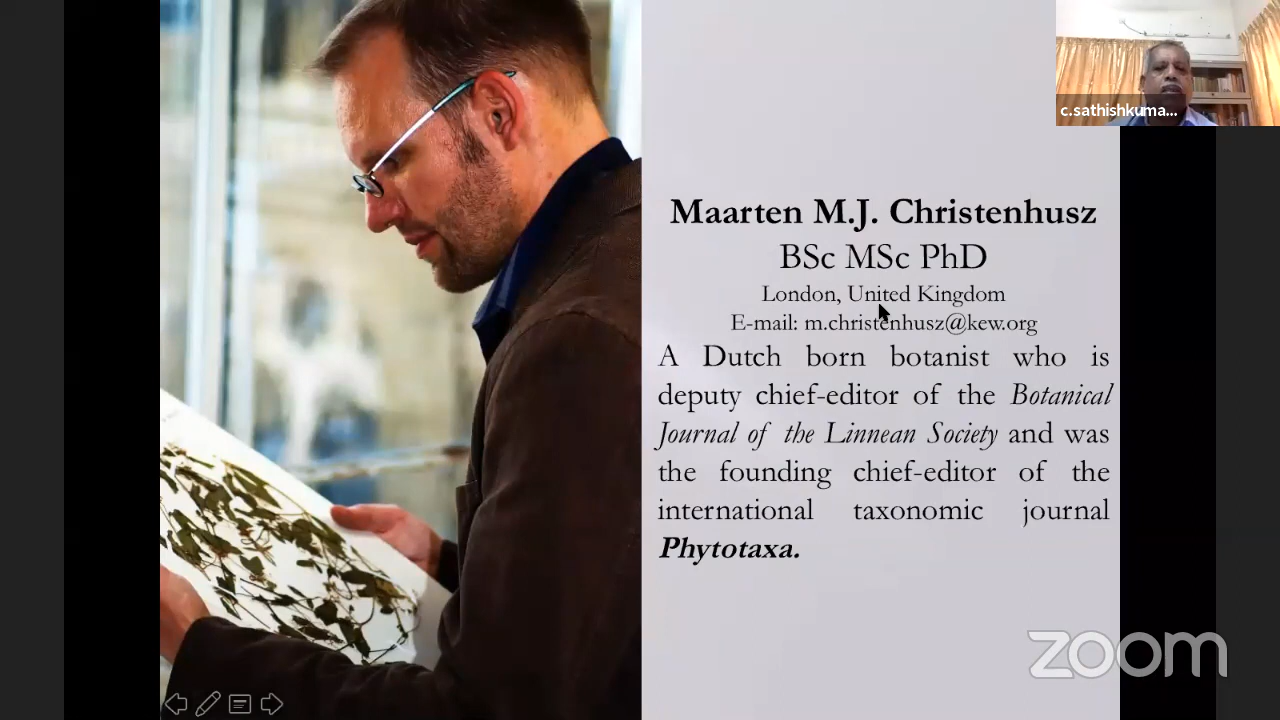 c.sathishkuma...
Maarten M.J. Christenhusz
BSc MSc PhD
London, United Kingdom
E-mail: m.christenhusz@kew.org
A Dutch born botanist who is
deputy chief-editor of the Botanical
Journal of the Linnean Society and was
the founding chief-editor of the
international taxonomic journal
Phytotaxa.
zoom